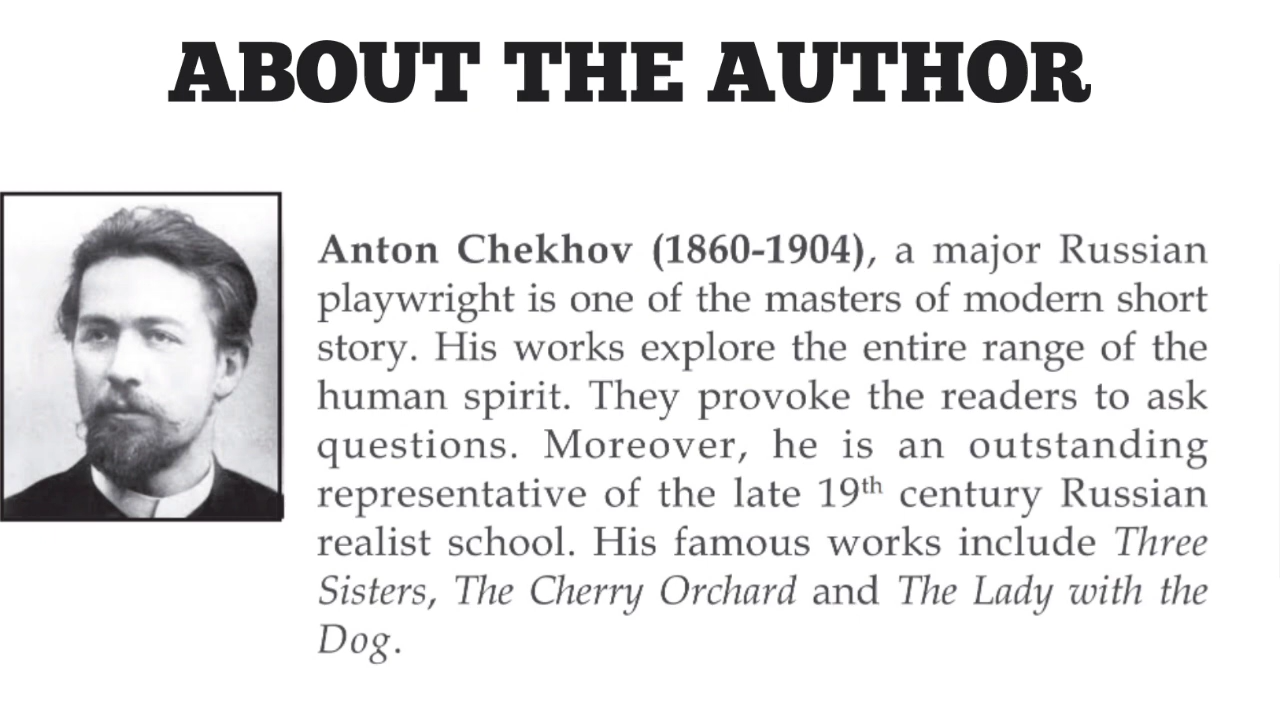 ABOUT THE AUTHOR
Anton Chekhov (1860-1904), a major Russian
playwright is one of the masters of modern short
story. His works explore the entire range of the
human spirit. They provoke the readers to ask
questions. Moreover, he is an outstanding
representative of the late 19th century Russian
realist school. His famous works include Three
Sisters, The Cherry Orchard and The Lady with the
Dog.